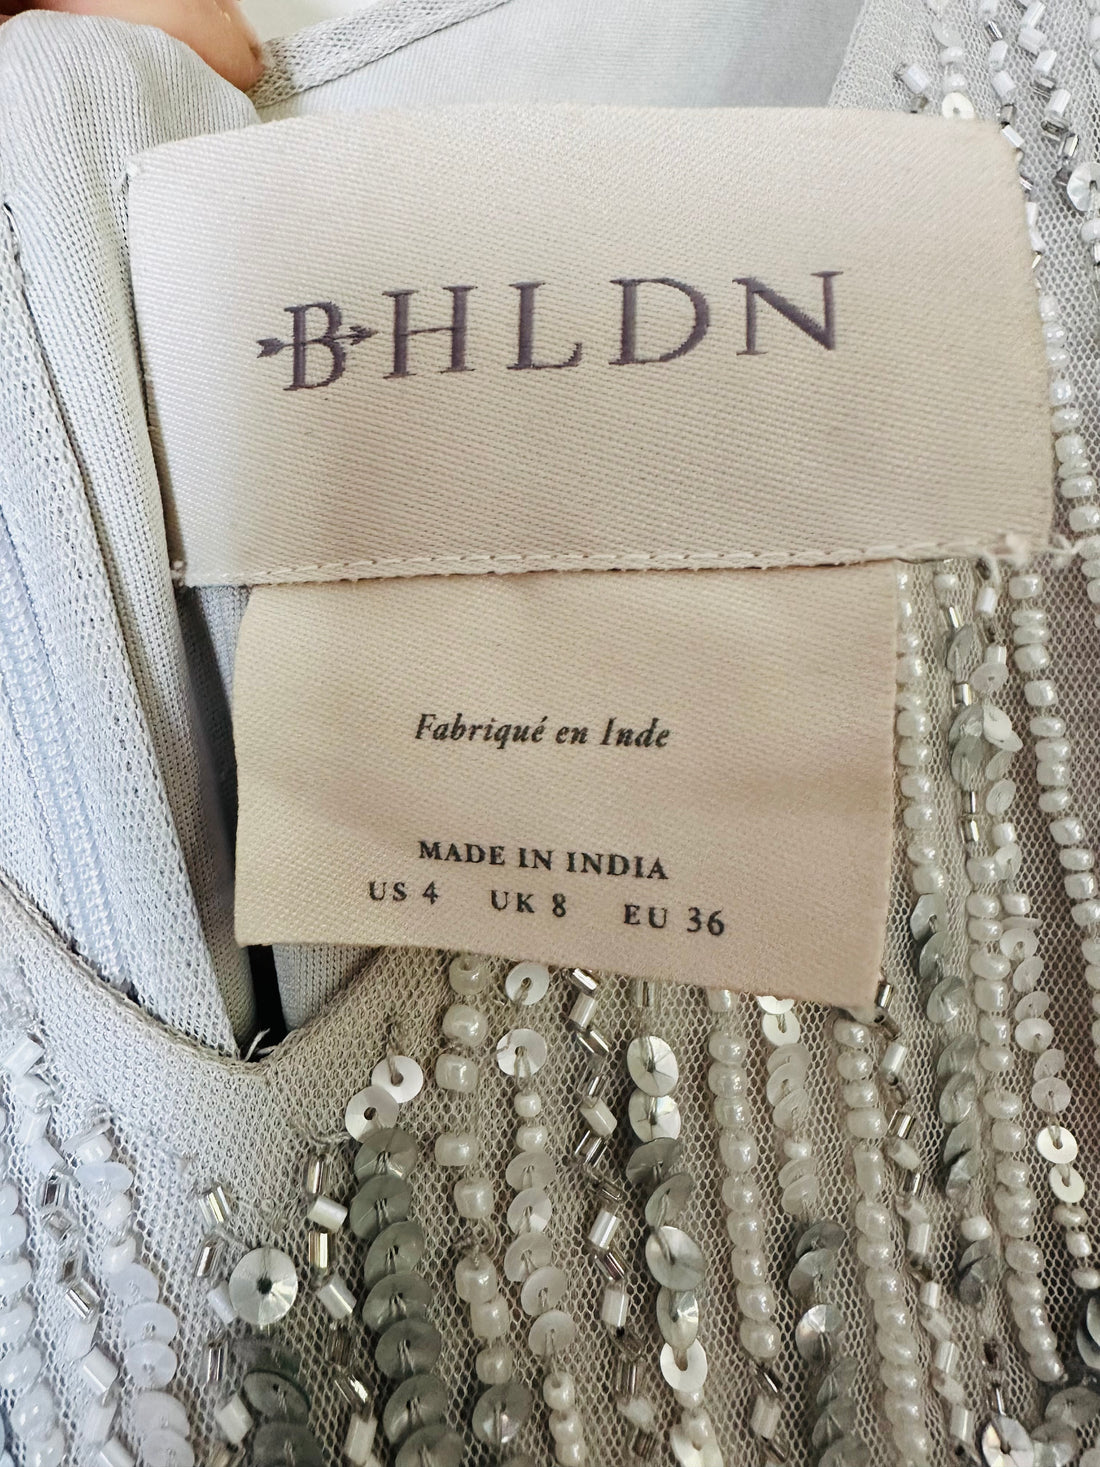 BHLDN
Fabriqué en Inde
MADE IN INDIA
US 4 UK 8 EU 36